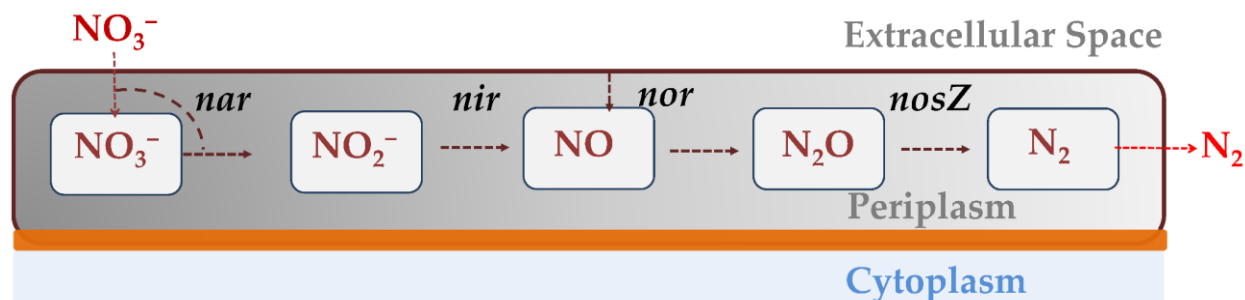 NO₃⁻
Extracellular Space
nar
nir
nor
nosZ
NO₃⁻
NO₂⁻
NO
N₂O
N₂
N₂
Periplasm
Cytoplasm